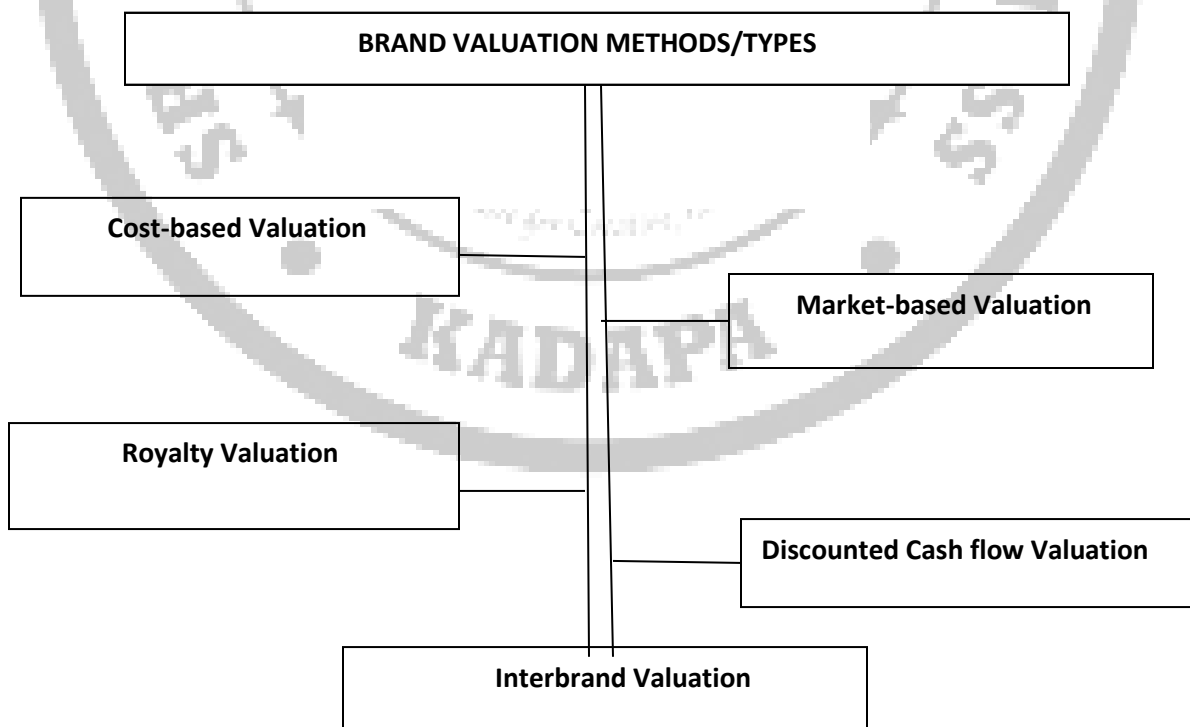 BRAND VALUATION METHODS/TYPES
Cost-based Valuation
Market-based Valuation
KADAPA
Royalty Valuation
Discounted Cash flow Valuation
Interbrand Valuation